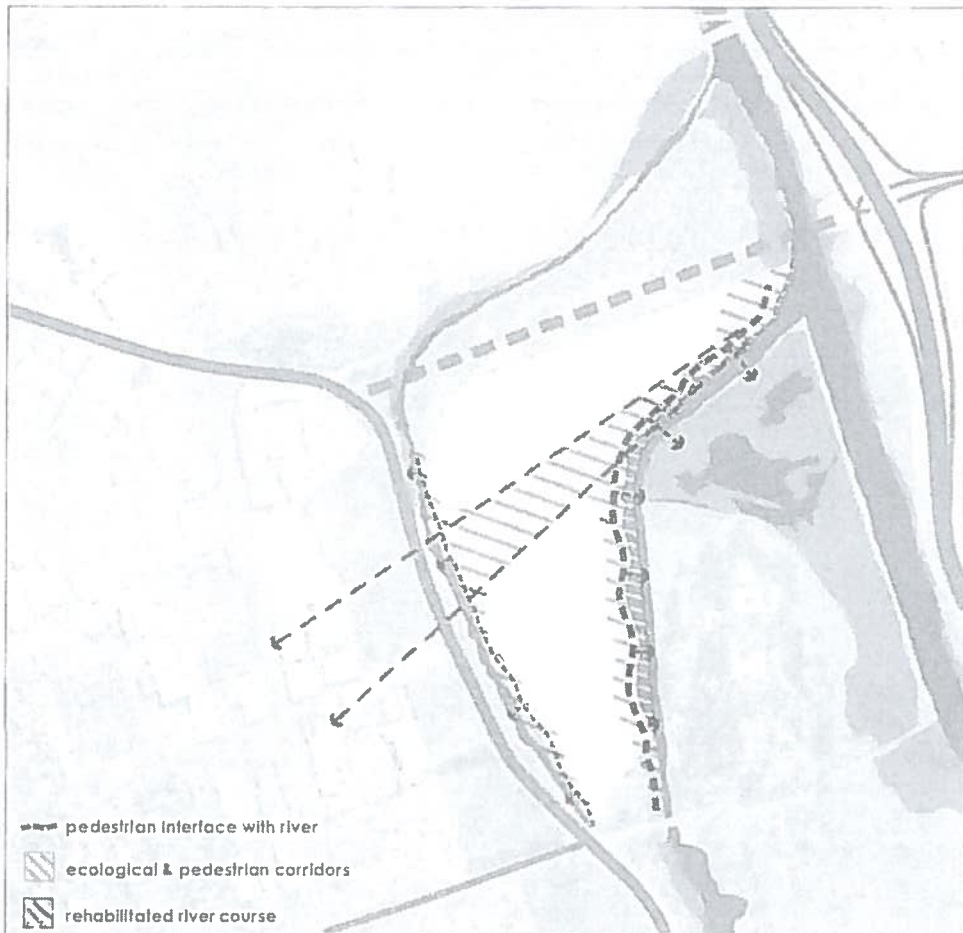 pedestrian interface with river
ecological & pedestrian corridors
rehabilitated river course